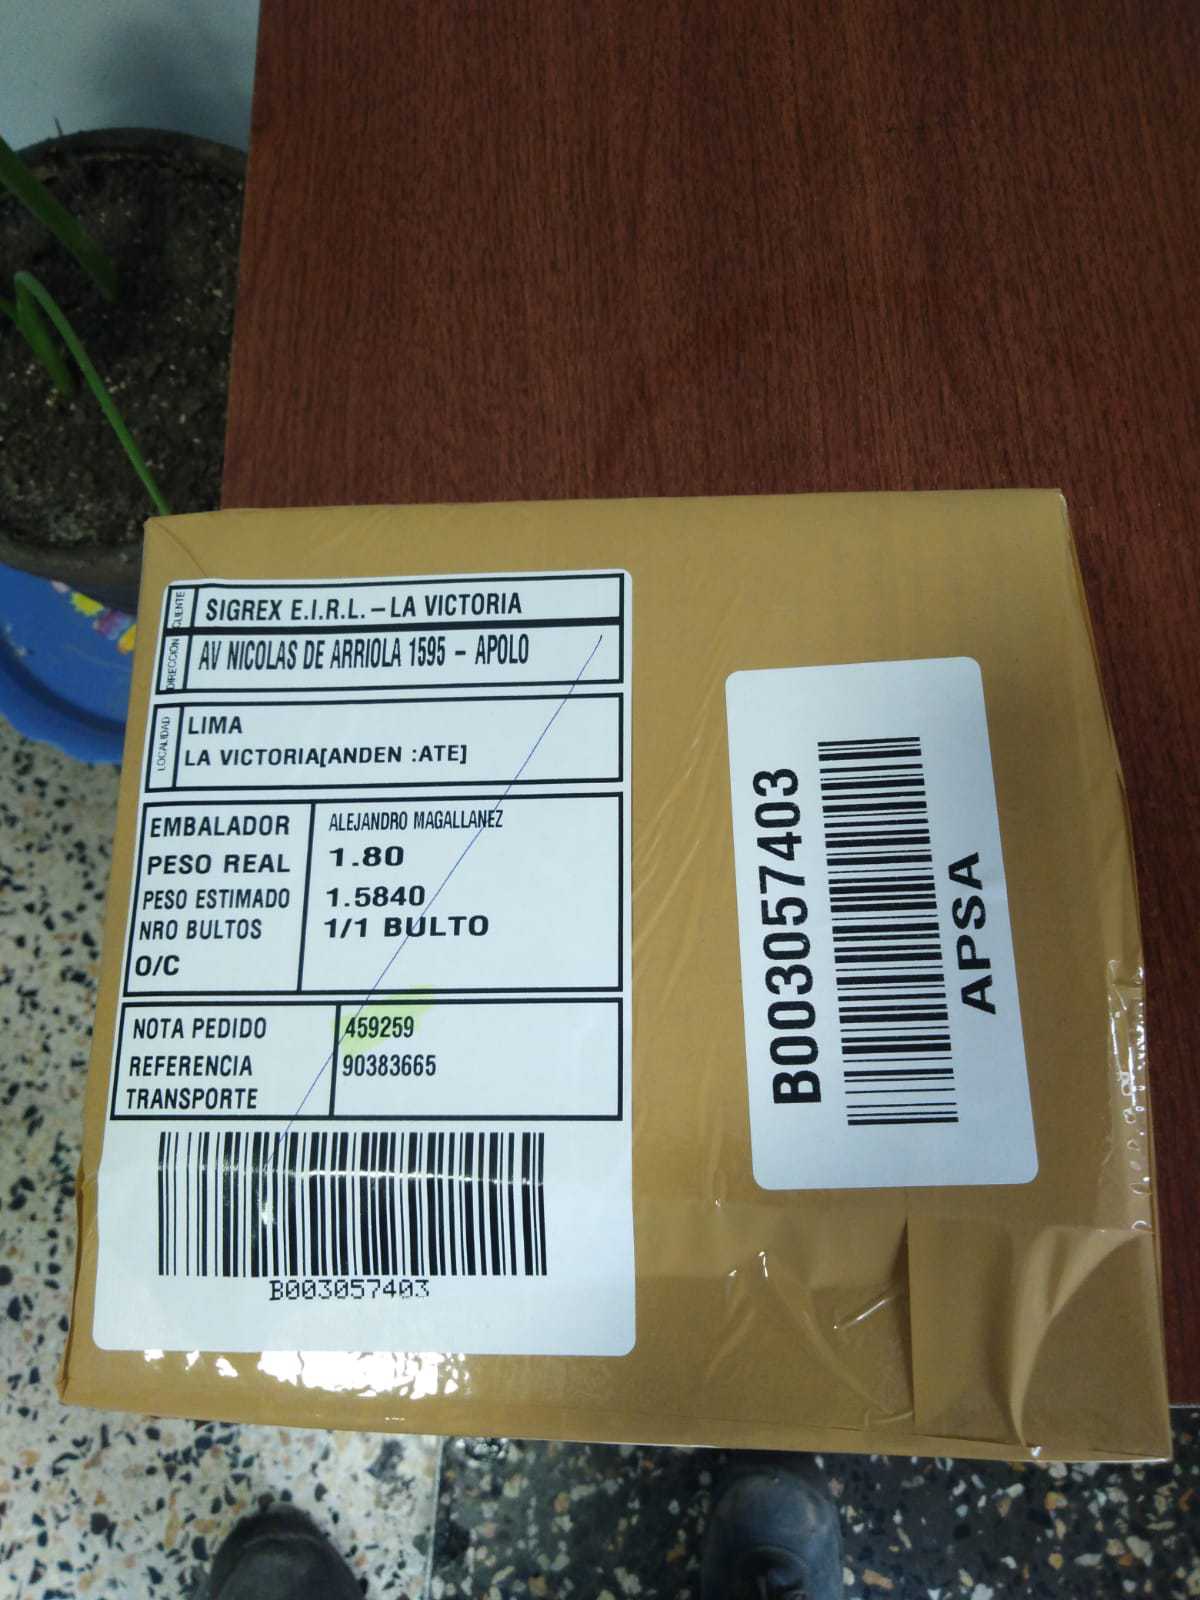 CLIENTE SIGREX E.I.R.L. – LA VICTORIA
DIRECCIÓN AV NICOLAS DE ARRIOLA 1595 – APOLO
LOCALIDAD LIMA
LA VICTORIA[ANDEN :ATE]
EMBALADOR ALEJANDRO MAGALLANEZ
PESO REAL 1.80
PESO ESTIMADO 1.5840
NRO BULTOS 1/1 BULTO
O/C
NOTA PEDIDO 459259
REFERENCIA 90383665
TRANSPORTE
B003057403
B003057403
APSA